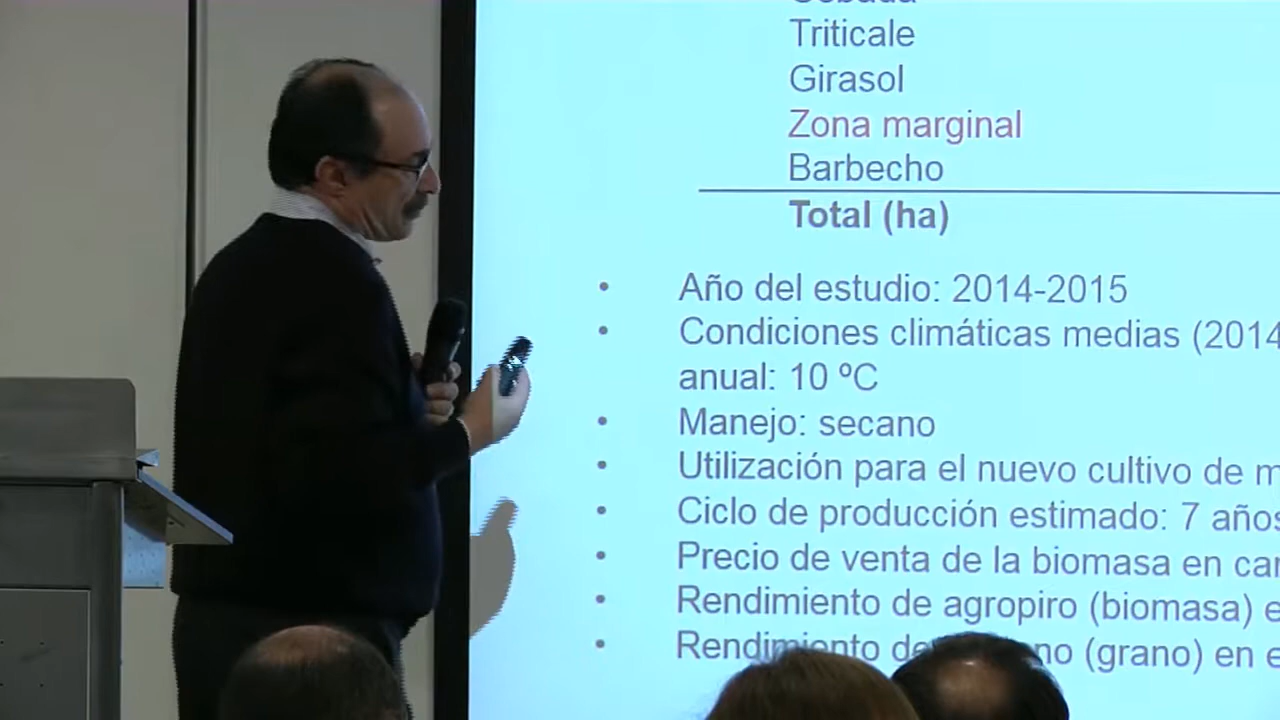 Triticale
Girasol
Zona marginal
Barbecho
Total (ha)
• Año del estudio: 2014-2015
• Condiciones climáticas medias (2014
anual: 10 ºC
• Manejo: secano
• Utilización para el nuevo cultivo de m
• Ciclo de producción estimado: 7 años
• Precio de venta de la biomasa en
• Rendimiento de agropiro (biomasa) e
• Rendimiento (grano) en e